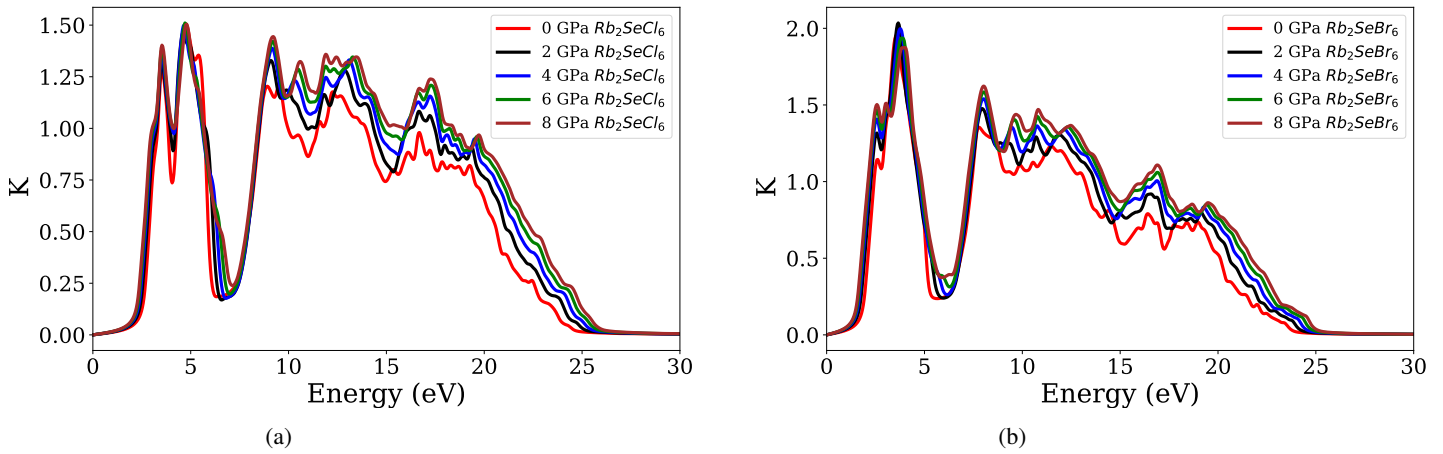 1.50
1.25
1.00
0.75
0.50
0.25
0.00
K
0 5 10 15 20 25 30
Energy (eV)
0 GPa Rb₂SeCl₆
2 GPa Rb₂SeCl₆
4 GPa Rb₂SeCl₆
6 GPa Rb₂SeCl₆
8 GPa Rb₂SeCl₆
(a)
2.0
1.5
1.0
0.5
0.0
K
0 5 10 15 20 25 30
Energy (eV)
0 GPa Rb₂SeBr₆
2 GPa Rb₂SeBr₆
4 GPa Rb₂SeBr₆
6 GPa Rb₂SeBr₆
8 GPa Rb₂SeBr₆
(b)